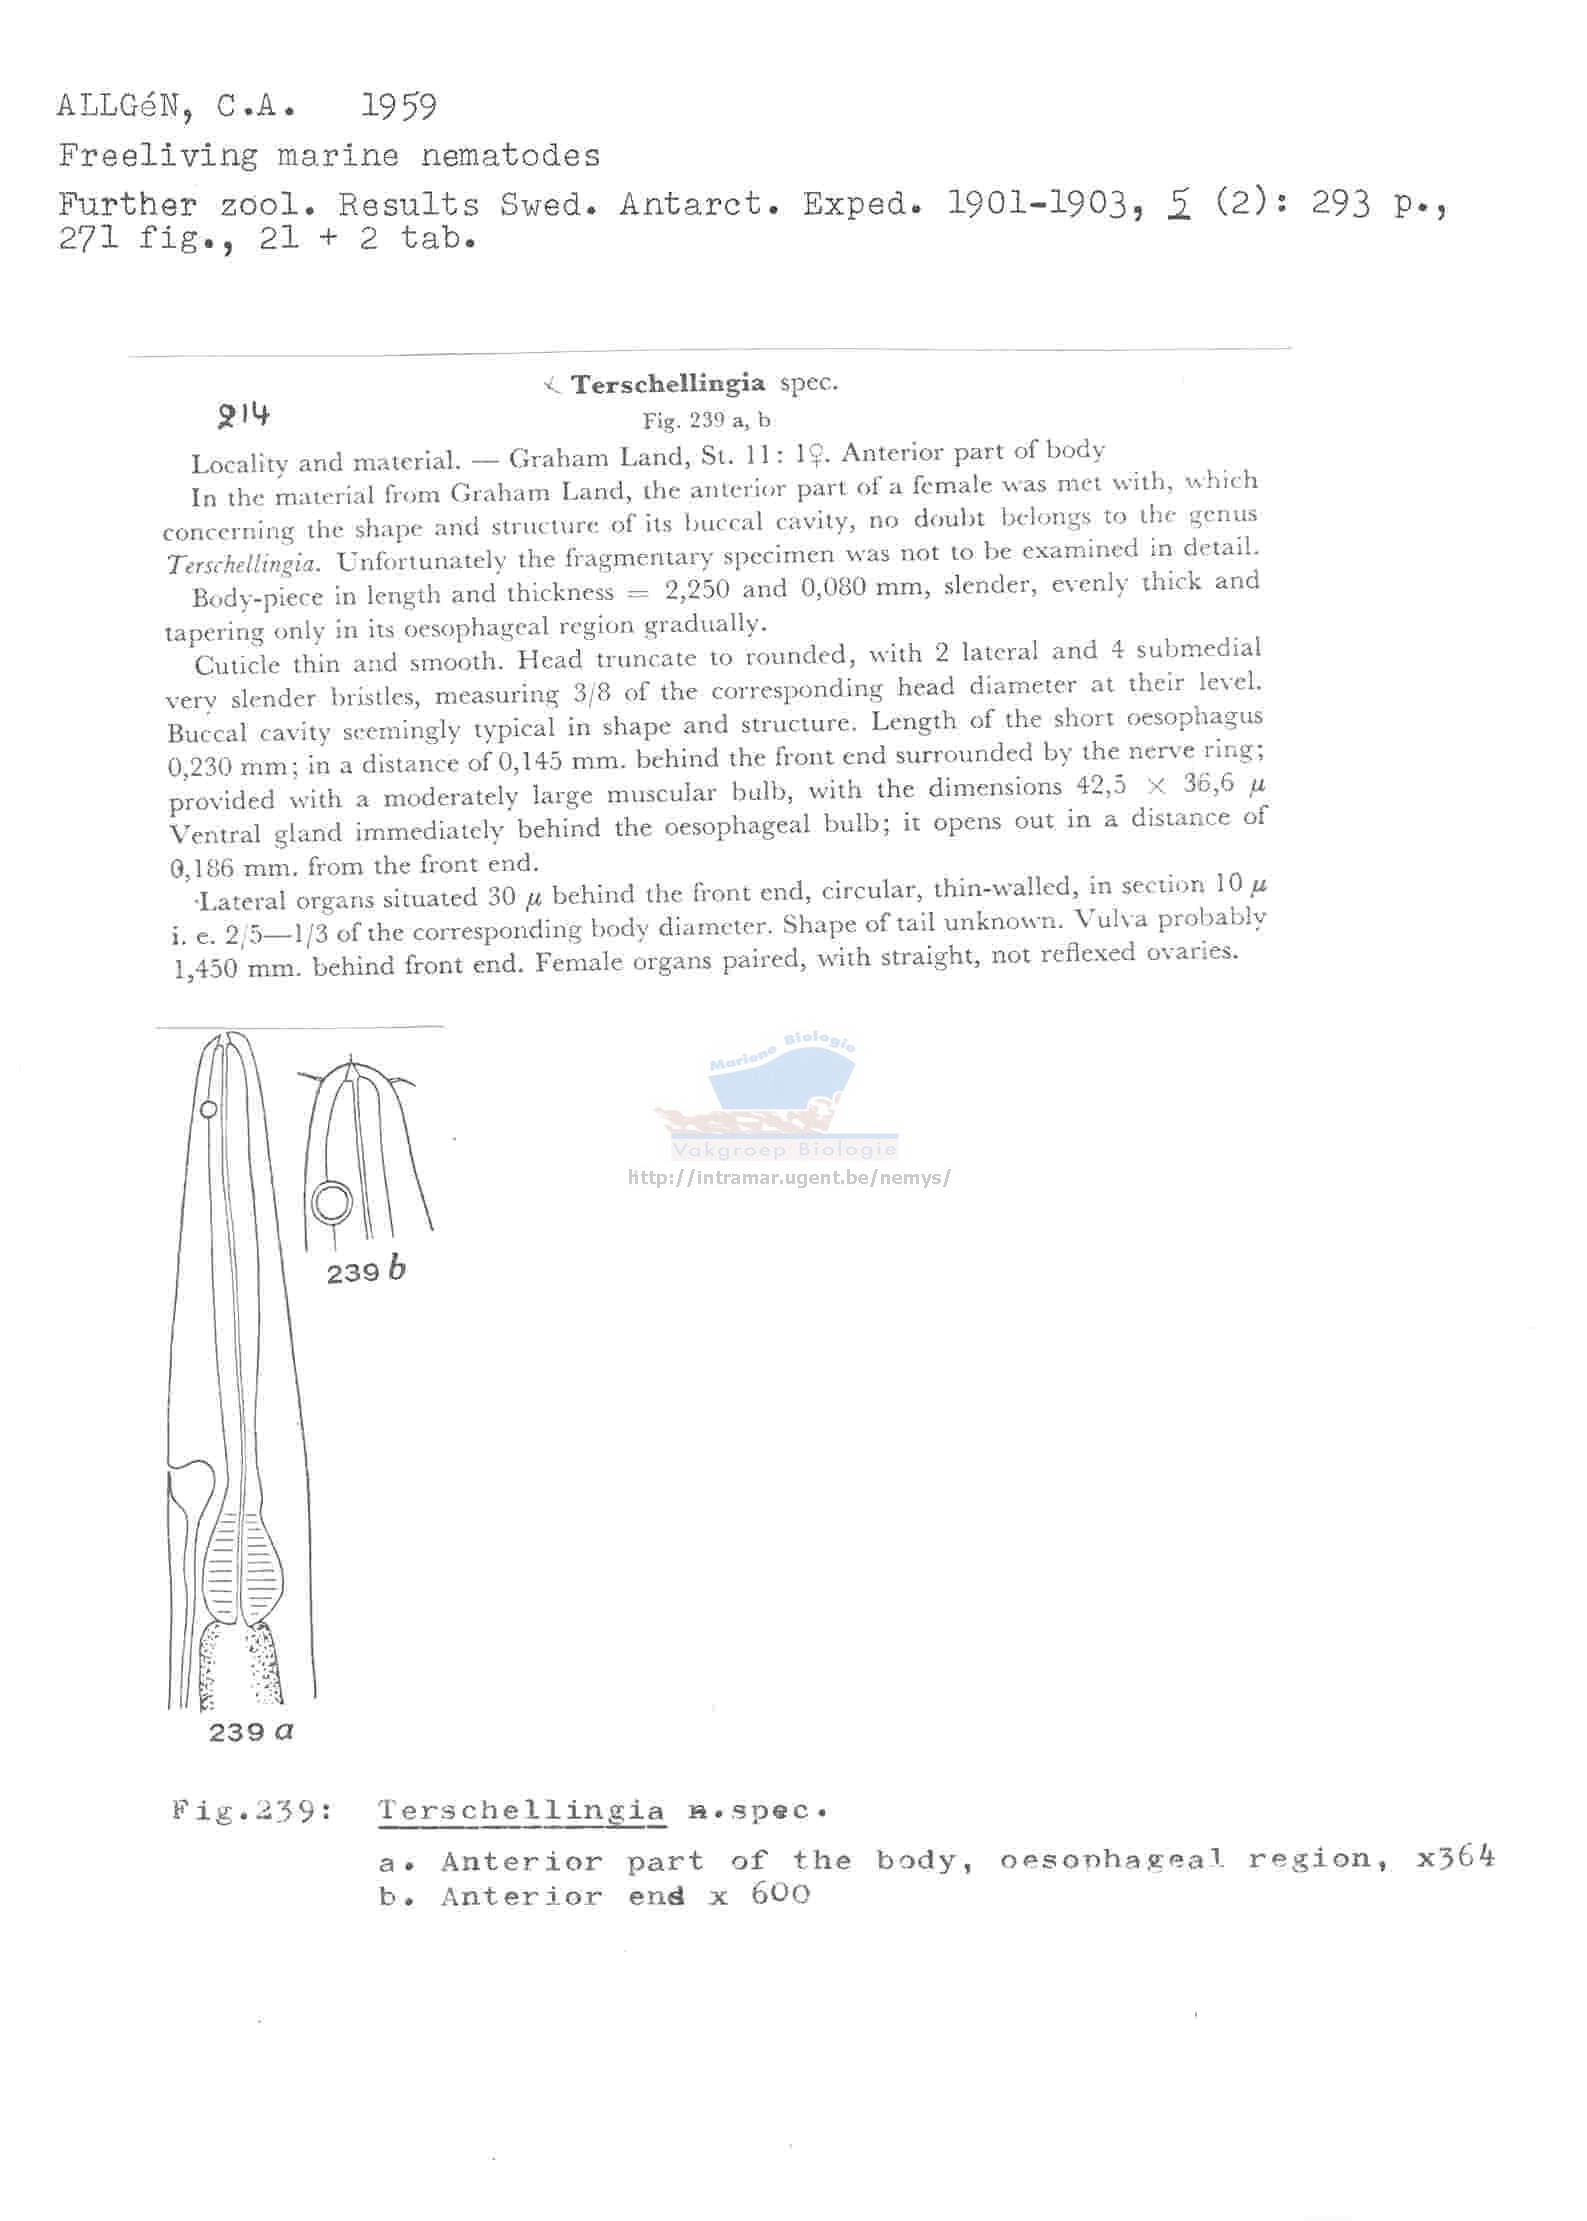 ALLGéN, C.A. 1959
Freeliving marine nematodes
Further zool. Results Swed. Antarct. Exped. 1901-1903, 5 (2): 293 p.,
271 fig., 21 + 2 tab.
Terschellingia spec.
214
Fig. 239 a, b
Locality and material. — Graham Land, St. 11: 1♀. Anterior part of body
In the material from Graham Land, the anterior part of a female was met with, which
concerning the shape and structure of its buccal cavity, no doubt belongs to the genus
Terschellingia. Unfortunately the fragmentary specimen was not to be examined in detail.
Body-piece in length and thickness = 2,250 and 0,080 mm, slender, evenly thick and
tapering only in its oesophageal region gradually.
Cuticle thin and smooth. Head truncate to rounded, with 2 lateral and 4 submedial
very slender bristles, measuring 3/8 of the corresponding head diameter at their level.
Buccal cavity seemingly typical in shape and structure. Length of the short oesophagus
0,230 mm; in a distance of 0,145 mm. behind the front end surrounded by the nerve ring;
provided with a moderately large muscular bulb, with the dimensions 42,5 × 36,6 μ
Ventral gland immediately behind the oesophageal bulb; it opens out in a distance of
0,186 mm. from the front end.
Lateral organs situated 30 μ behind the front end, circular, thin-walled, in section 10 μ
i. e. 2/5—1/3 of the corresponding body diameter. Shape of tail unknown. Vulva probably
1,450 mm. behind front end. Female organs paired, with straight, not reflexed ovaries.
Mariene Biologie
Vakgroep Biologie
http://intramar.ugent.be/nemys/
239 b
239 a
Fig.239: Terschellingia n.spec.
a. Anterior part of the body, oesophageal region, x364
b. Anterior end x 600